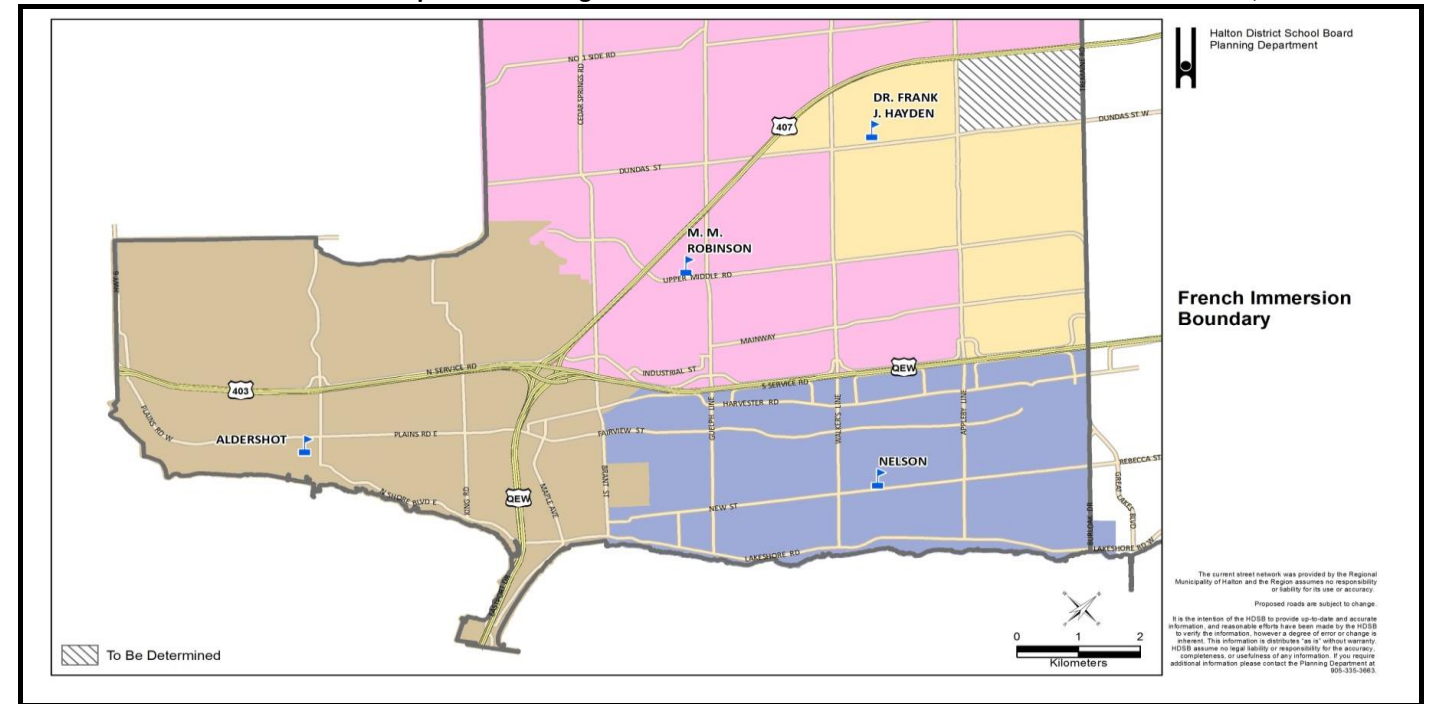 Halton District School Board
Planning Department
NO 1 SIDE RD
CEDAR SPRINGS RD
TREMAINE RD
DR. FRANK
J. HAYDEN
407
DUNDAS ST W
DUNDAS ST
M. M.
ROBINSON
UPPER MIDDLE RD
HWY 6
French Immersion
Boundary
MAINWAY
N SERVICE RD
INDUSTRIAL ST
QEW
S SERVICE RD
403
HARVESTER RD
GUELPH LINE
WALKERS LINE
APPLEBY LINE
PLAINS RD W
ALDERSHOT
PLAINS RD E
FAIRVIEW ST
NELSON
REBECCA ST
BRANT ST
KING RD
MAPLE AVE
N SHORE BLVD E
QEW
NEW ST
GREAT LAKES BLVD
BURLOAK DR
LAKESHORE RD
LAKESHORE RD W
EASTPORT DR
The current street network was provided by the Regional
Municipality of Halton and the Region assumes no responsibility
or liability for its use or accuracy.
Proposed roads are subject to change.
It is the intention of the HDSB to provide up-to-date and accurate
information, and reasonable efforts have been made by the HDSB
to verify the information, however a degree of error or change is
inherent. This information is distributes "as is" without warranty.
HDSB assume no legal liability or responsibility for the accuracy,
completeness, or usefulness of any information. If you require
additional information please contact the Planning Department at
905-335-3663.
0 1 2
Kilometers
To Be Determined